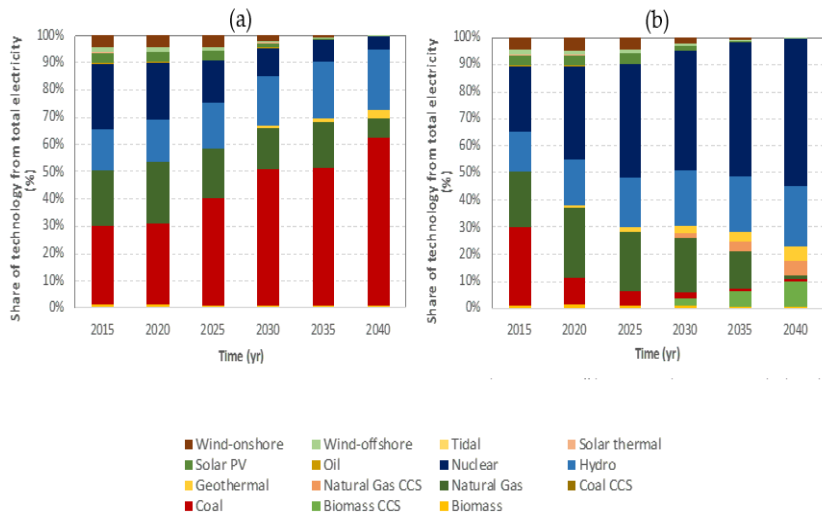 (a)
(b)
Share of technology from total electricity
(%)
100%
90%
80%
70%
60%
50%
40%
30%
20%
10%
0%
2015 2020 2025 2030 2035 2040
Time (yr)
Share of technology from total electricity
(%)
100%
90%
80%
70%
60%
50%
40%
30%
20%
10%
0%
2015 2020 2025 2030 2035 2040
Time (yr)
Wind-onshore Wind-offshore Tidal Solar thermal
Solar PV Oil Nuclear Hydro
Geothermal Natural Gas CCS Natural Gas Coal CCS
Coal Biomass CCS Biomass